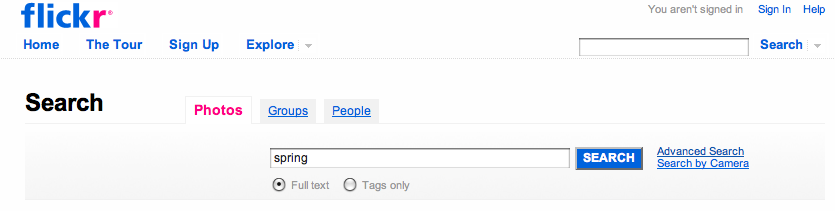 flickr®
You aren't signed in Sign In Help
Home The Tour Sign Up Explore Search
Search Photos Groups People
spring SEARCH Advanced Search
Search by Camera
Full text Tags only